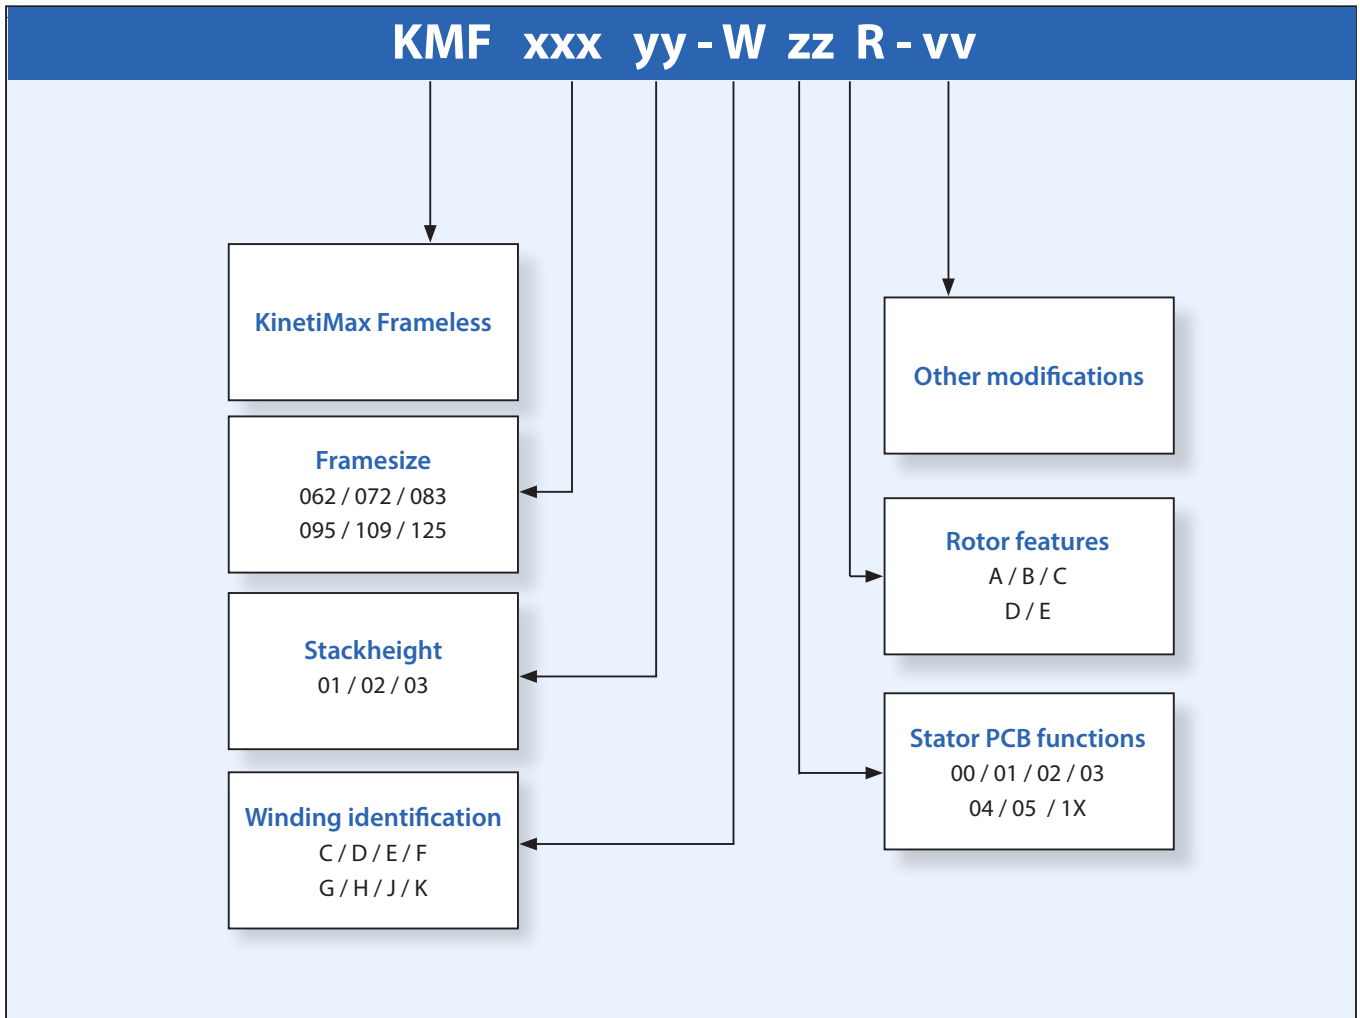 KMF xxx yy - W zz R - vv
KinetiMax Frameless
Framesize
062 / 072 / 083
095 / 109 / 125
Stackheight
01 / 02 / 03
Winding identification
C / D / E / F
G / H / J / K
Other modifications
Rotor features
A / B / C
D / E
Stator PCB functions
00 / 01 / 02 / 03
04 / 05 / 1X